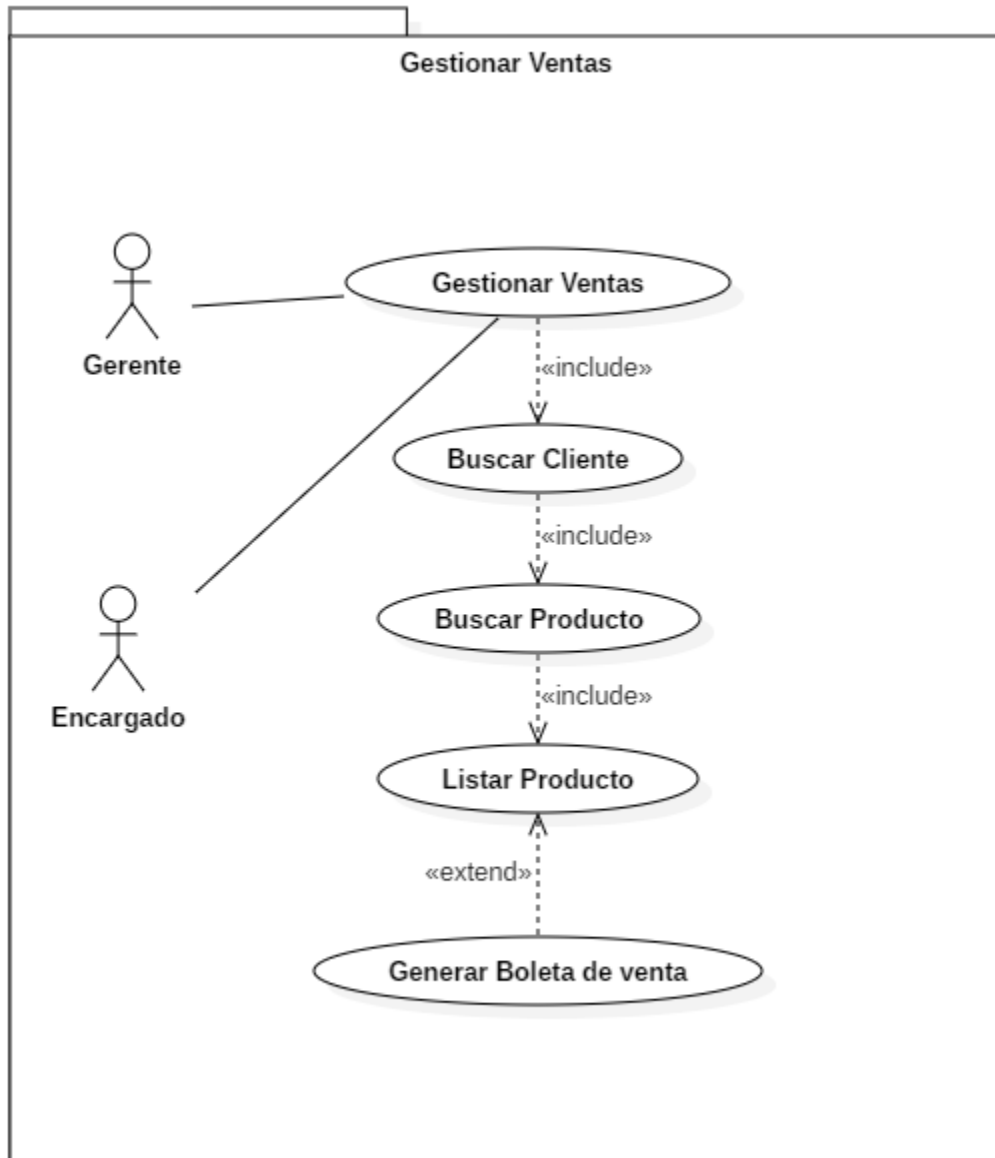 Gestionar Ventas
Gestionar Ventas
Gerente
«include»
Buscar Cliente
«include»
Buscar Producto
«include»
Encargado
Listar Producto
«extend»
Generar Boleta de venta